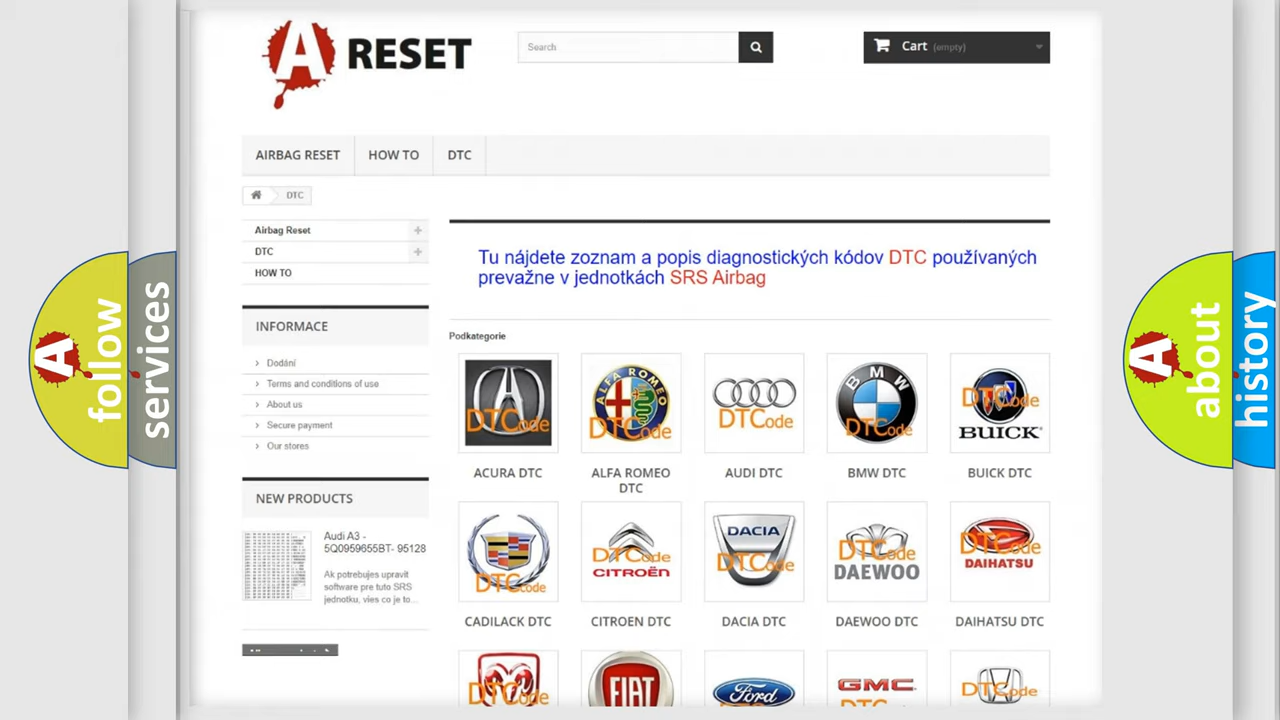 A RESET
Search
Cart (empty)
AIRBAG RESET
HOW TO
DTC
DTC
Airbag Reset
DTC
HOW TO
INFORMACE
Dodání
Terms and conditions of use
About us
Secure payment
Our stores
NEW PRODUCTS
Audi A3 -
5Q0959655BT- 95128
Ak potrebujes upravit
software pre tuto SRS
jednotku, vies co je to...
Tu nájdete zoznam a popis diagnostických kódov DTC používaných
prevažne v jednotkách SRS Airbag
Podkategorie
DTCode
ALFA ROMEO
DTCode
DTCode
BMW
DTCode
DTCode
BUICK
ACURA DTC
ALFA ROMEO
DTC
AUDI DTC
BMW DTC
BUICK DTC
DTCode
DTCode
CITROËN
DACIA
DTCode
DTCode
DAEWOO
DTCode
DAIHATSU
CADILACK DTC
CITROEN DTC
DACIA DTC
DAEWOO DTC
DAIHATSU DTC
DTCode
FIAT
Ford
GMC
DTCode
A follow
services
A about
history